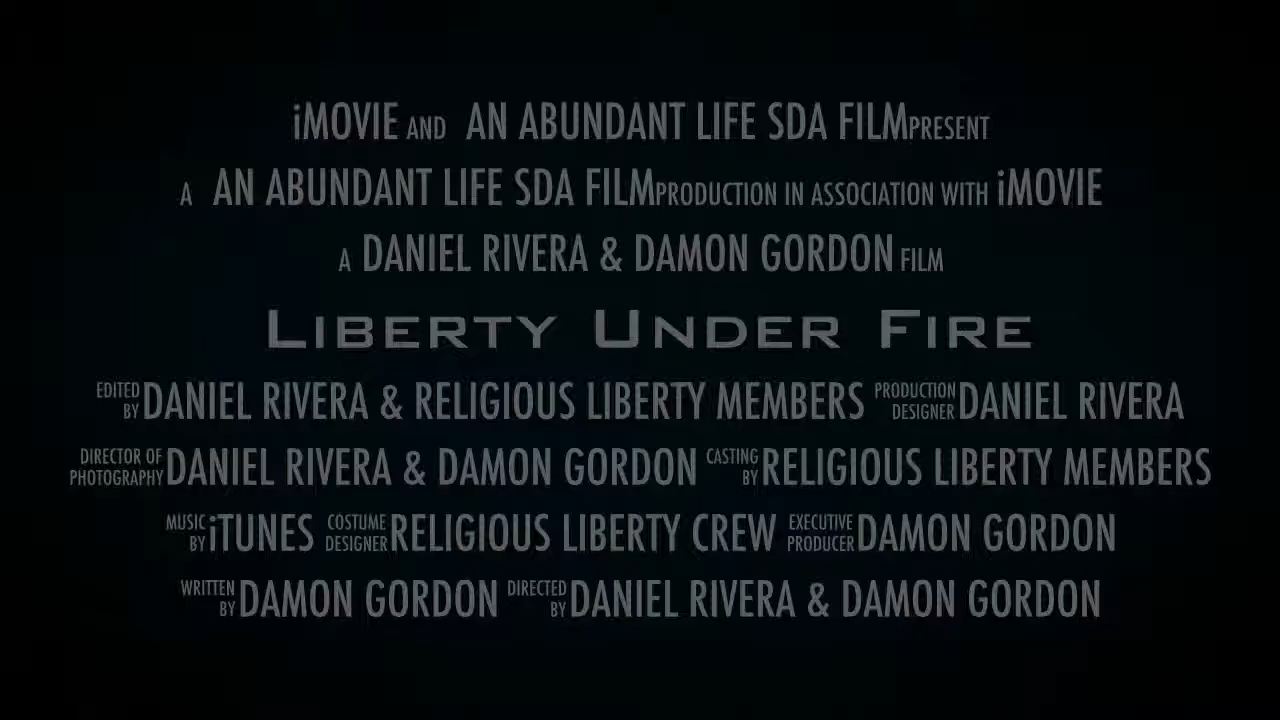 iMOVIE AND AN ABUNDANT LIFE SDA FILMPRESENT
A AN ABUNDANT LIFE SDA FILMPRODUCTION IN ASSOCIATION WITH iMOVIE
A DANIEL RIVERA & DAMON GORDON FILM
LIBERTY UNDER FIRE
EDITED BY DANIEL RIVERA & RELIGIOUS LIBERTY MEMBERS PRODUCTION DESIGNER DANIEL RIVERA
DIRECTOR OF PHOTOGRAPHY DANIEL RIVERA & DAMON GORDON CASTING BY RELIGIOUS LIBERTY MEMBERS
MUSIC BY iTUNES COSTUME DESIGNER RELIGIOUS LIBERTY CREW EXECUTIVE PRODUCER DAMON GORDON
WRITTEN BY DAMON GORDON DIRECTED BY DANIEL RIVERA & DAMON GORDON